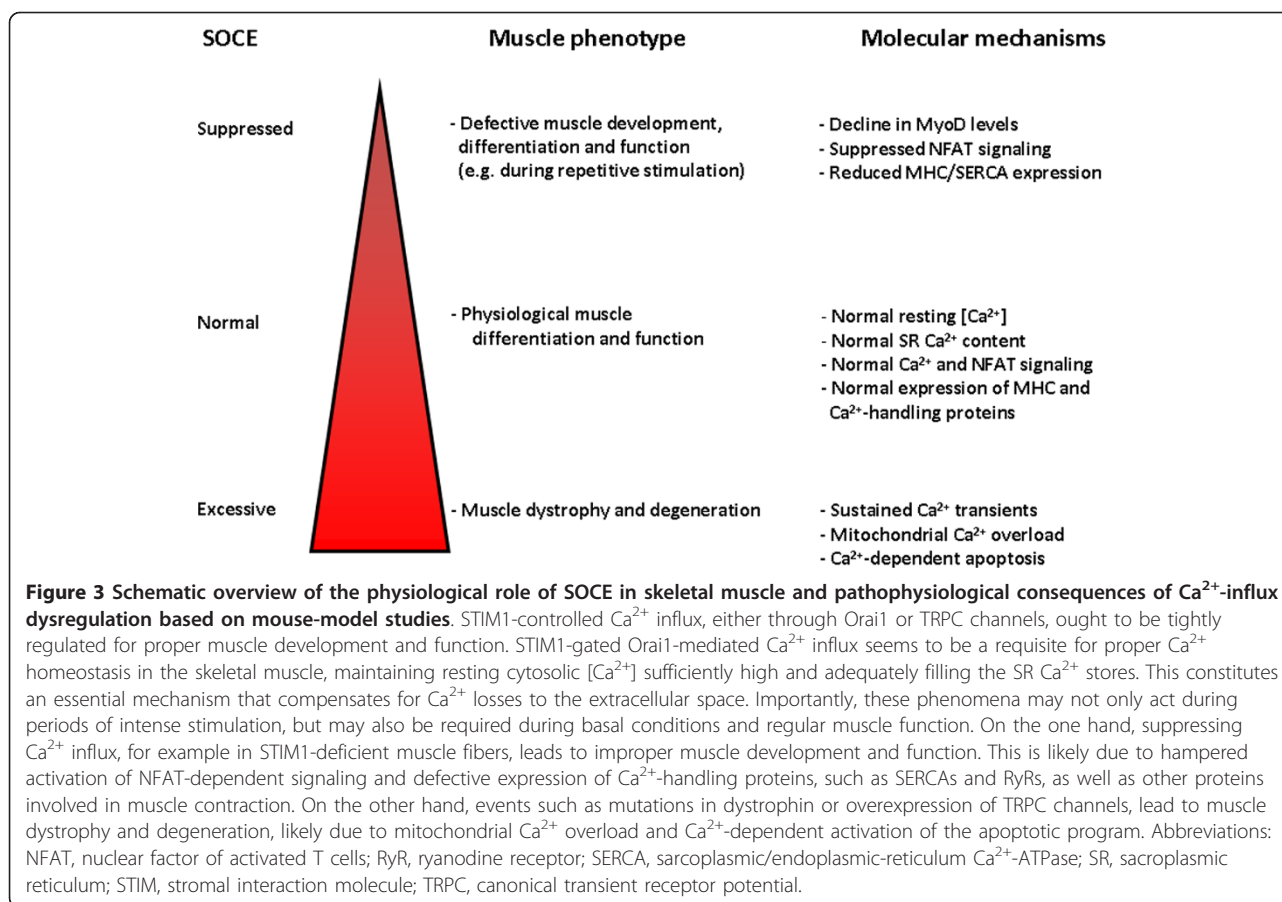 SOCE Muscle phenotype Molecular mechanisms
Suppressed
- Defective muscle development,
differentiation and function
(e.g. during repetitive stimulation)
- Decline in MyoD levels
- Suppressed NFAT signaling
- Reduced MHC/SERCA expression
Normal
- Physiological muscle
differentiation and function
- Normal resting [Ca²⁺]
- Normal SR Ca²⁺ content
- Normal Ca²⁺ and NFAT signaling
- Normal expression of MHC and
Ca²⁺-handling proteins
Excessive
- Muscle dystrophy and degeneration
- Sustained Ca²⁺ transients
- Mitochondrial Ca²⁺ overload
- Ca²⁺-dependent apoptosis
Figure 3 Schematic overview of the physiological role of SOCE in skeletal muscle and pathophysiological consequences of Ca²⁺-influx
dysregulation based on mouse-model studies. STIM1-controlled Ca²⁺ influx, either through Orai1 or TRPC channels, ought to be tightly
regulated for proper muscle development and function. STIM1-gated Orai1-mediated Ca²⁺ influx seems to be a requisite for proper Ca²⁺
homeostasis in the skeletal muscle, maintaining resting cytosolic [Ca²⁺] sufficiently high and adequately filling the SR Ca²⁺ stores. This constitutes
an essential mechanism that compensates for Ca²⁺ losses to the extracellular space. Importantly, these phenomena may not only act during
periods of intense stimulation, but may also be required during basal conditions and regular muscle function. On the one hand, suppressing
Ca²⁺ influx, for example in STIM1-deficient muscle fibers, leads to improper muscle development and function. This is likely due to hampered
activation of NFAT-dependent signaling and defective expression of Ca²⁺-handling proteins, such as SERCAs and RyRs, as well as other proteins
involved in muscle contraction. On the other hand, events such as mutations in dystrophin or overexpression of TRPC channels, lead to muscle
dystrophy and degeneration, likely due to mitochondrial Ca²⁺ overload and Ca²⁺-dependent activation of the apoptotic program. Abbreviations:
NFAT, nuclear factor of activated T cells; RyR, ryanodine receptor; SERCA, sarcoplasmic/endoplasmic-reticulum Ca²⁺-ATPase; SR, sacroplasmic
reticulum; STIM, stromal interaction molecule; TRPC, canonical transient receptor potential.